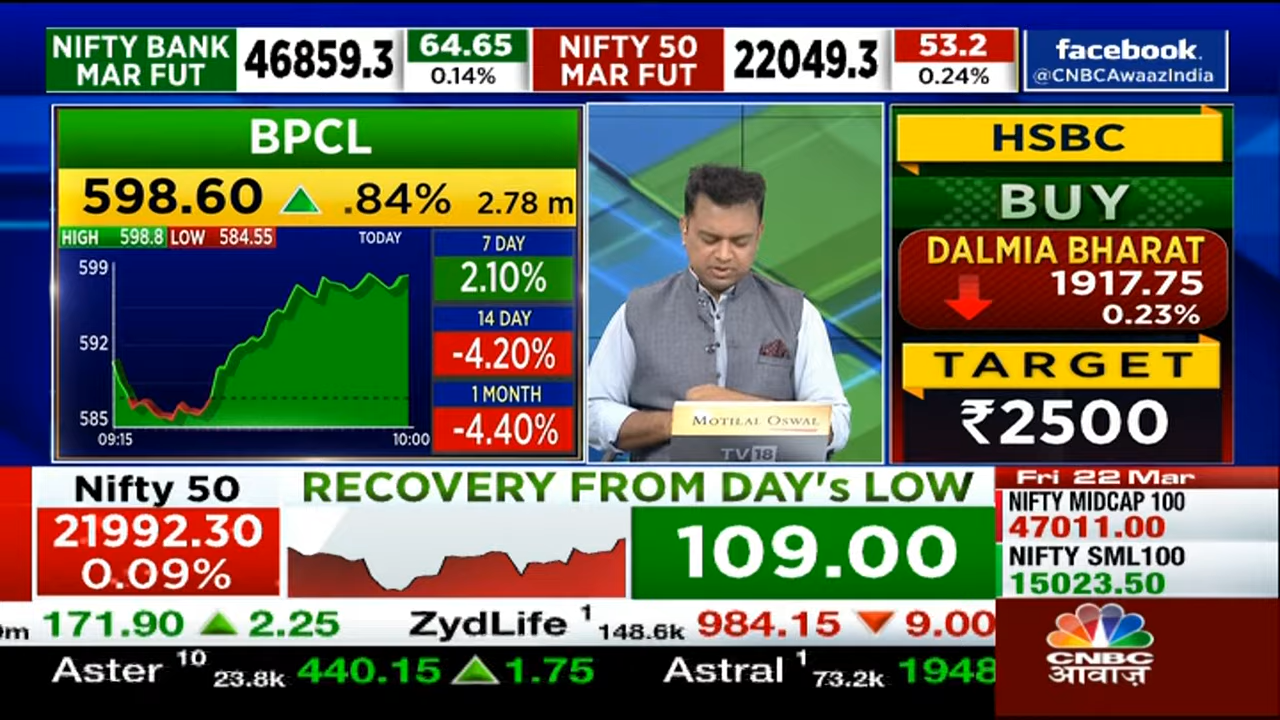 NIFTY BANK
MAR FUT
46859.3
64.65
0.14%
NIFTY 50
MAR FUT
22049.3
53.2
0.24%
facebook.
@CNBCAwaazIndia
BPCL
598.60 .84% 2.78 m
HIGH 598.8 LOW 584.55 TODAY
599
592
585
09:15 10:00
7 DAY
2.10%
14 DAY
-4.20%
1 MONTH
-4.40%
MOTILAL OSWAL
TV18
HSBC
BUY
DALMIA BHARAT
1917.75
0.23%
TARGET
₹2500
Nifty 50
21992.30
0.09%
RECOVERY FROM DAY's LOW
109.00
Fri 22 Mar
NIFTY MIDCAP 100
47011.00
NIFTY SML100
15023.50
171.90 2.25 ZydLife 1 148.6k 984.15 9.00
Aster 10 23.8k 440.15 1.75 Astral 1 73.2k 1948
CNBC
आवाज़